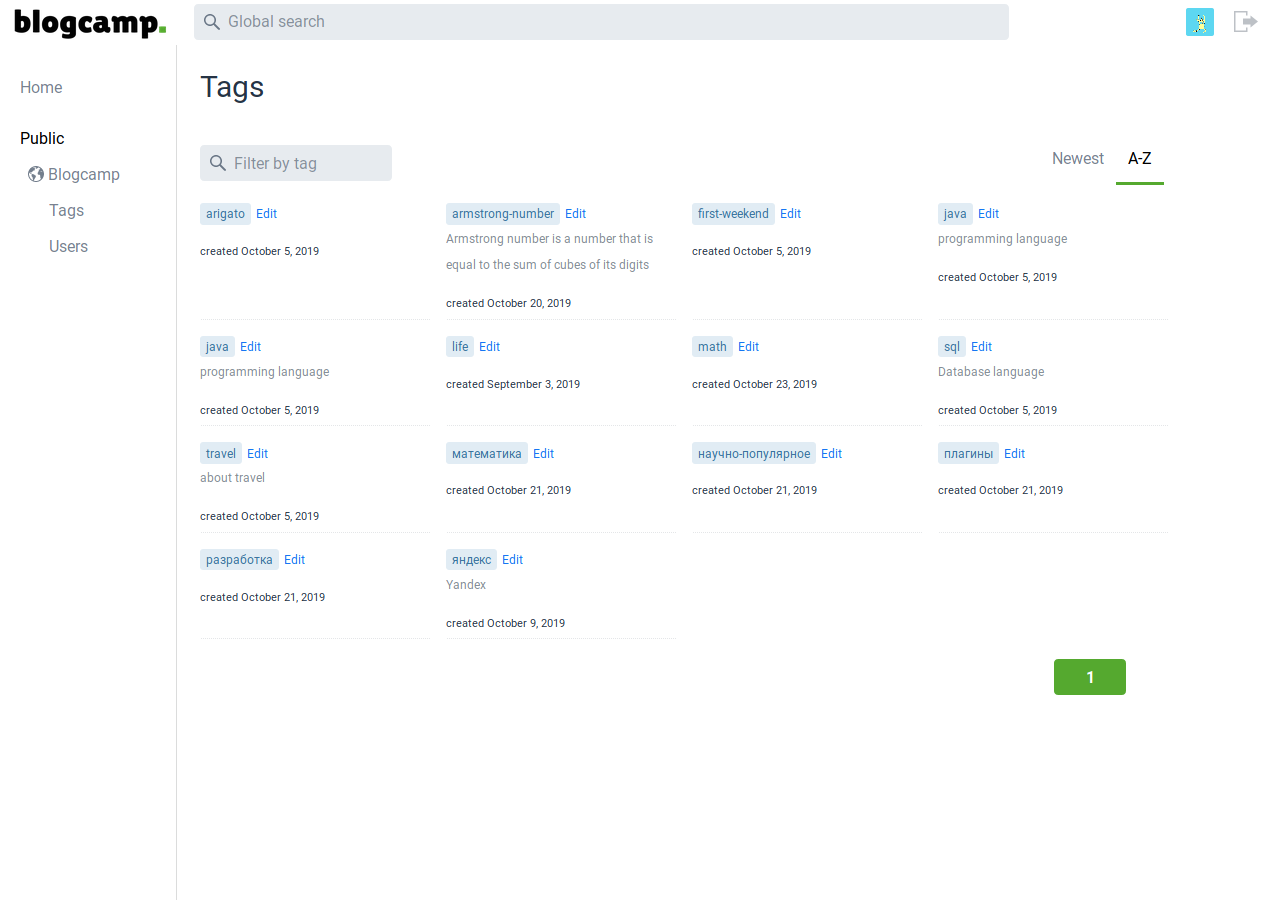 blogcamp.
Global search
Home
Public
Blogcamp
Tags
Users
Tags
Filter by tag
Newest
A-Z
arigato Edit
created October 5, 2019
armstrong-number Edit
Armstrong number is a number that is
equal to the sum of cubes of its digits
created October 20, 2019
first-weekend Edit
created October 5, 2019
java Edit
programming language
created October 5, 2019
java Edit
programming language
created October 5, 2019
life Edit
created September 3, 2019
math Edit
created October 23, 2019
sql Edit
Database language
created October 5, 2019
travel Edit
about travel
created October 5, 2019
математика Edit
created October 21, 2019
научно-популярное Edit
created October 21, 2019
плагины Edit
created October 21, 2019
разработка Edit
created October 21, 2019
яндекс Edit
Yandex
created October 9, 2019
1